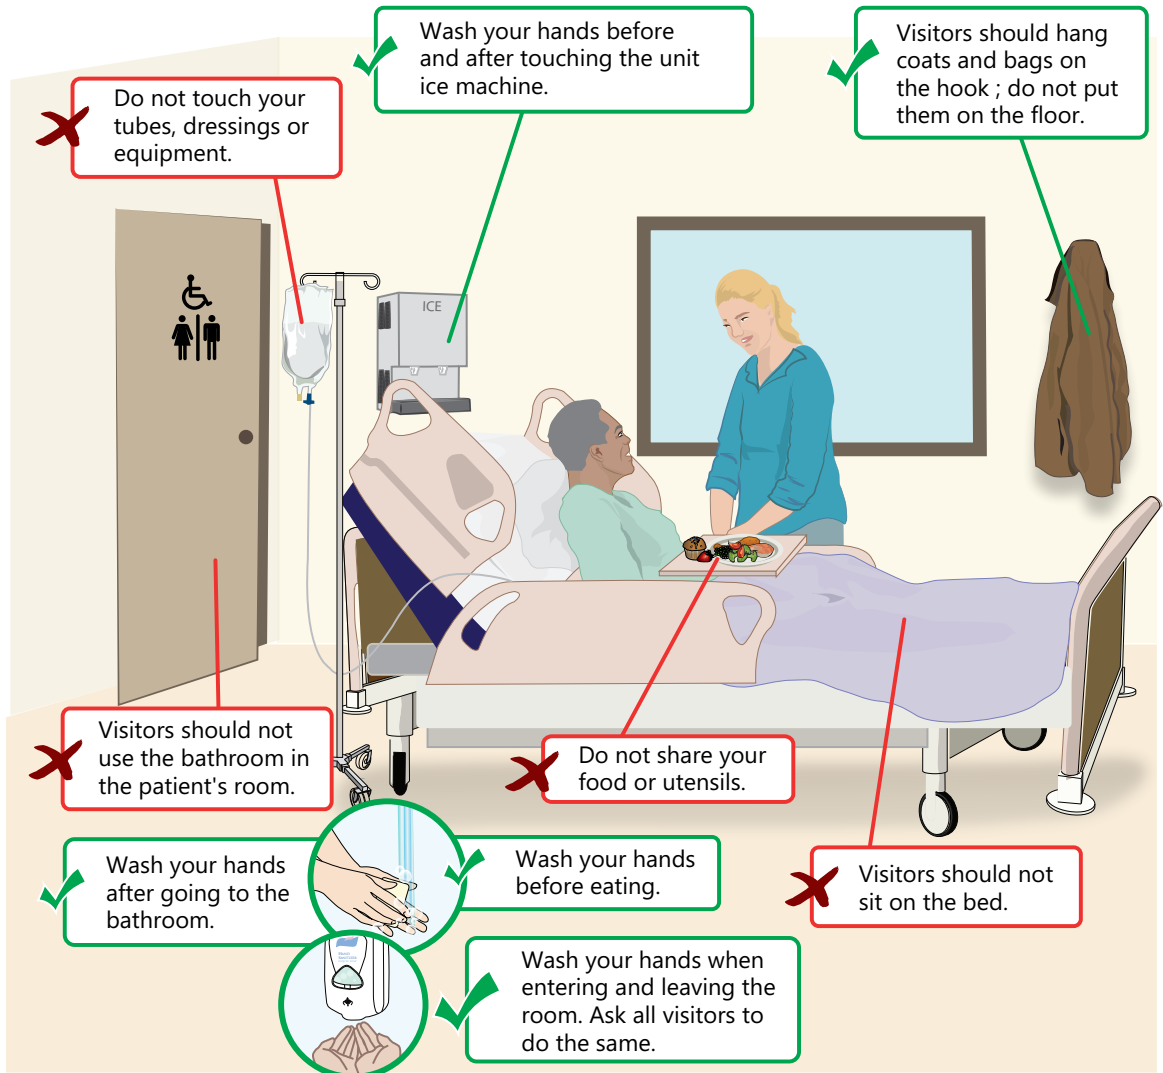 Wash your hands before
and after touching the unit
ice machine.
Visitors should hang
coats and bags on
the hook ; do not put
them on the floor.
Do not touch your
tubes, dressings or
equipment.
ICE
Visitors should not
use the bathroom in
the patient's room.
Do not share your
food or utensils.
Wash your hands
after going to the
bathroom.
Wash your hands
before eating.
Visitors should not
sit on the bed.
Wash your hands when
entering and leaving the
room. Ask all visitors to
do the same.